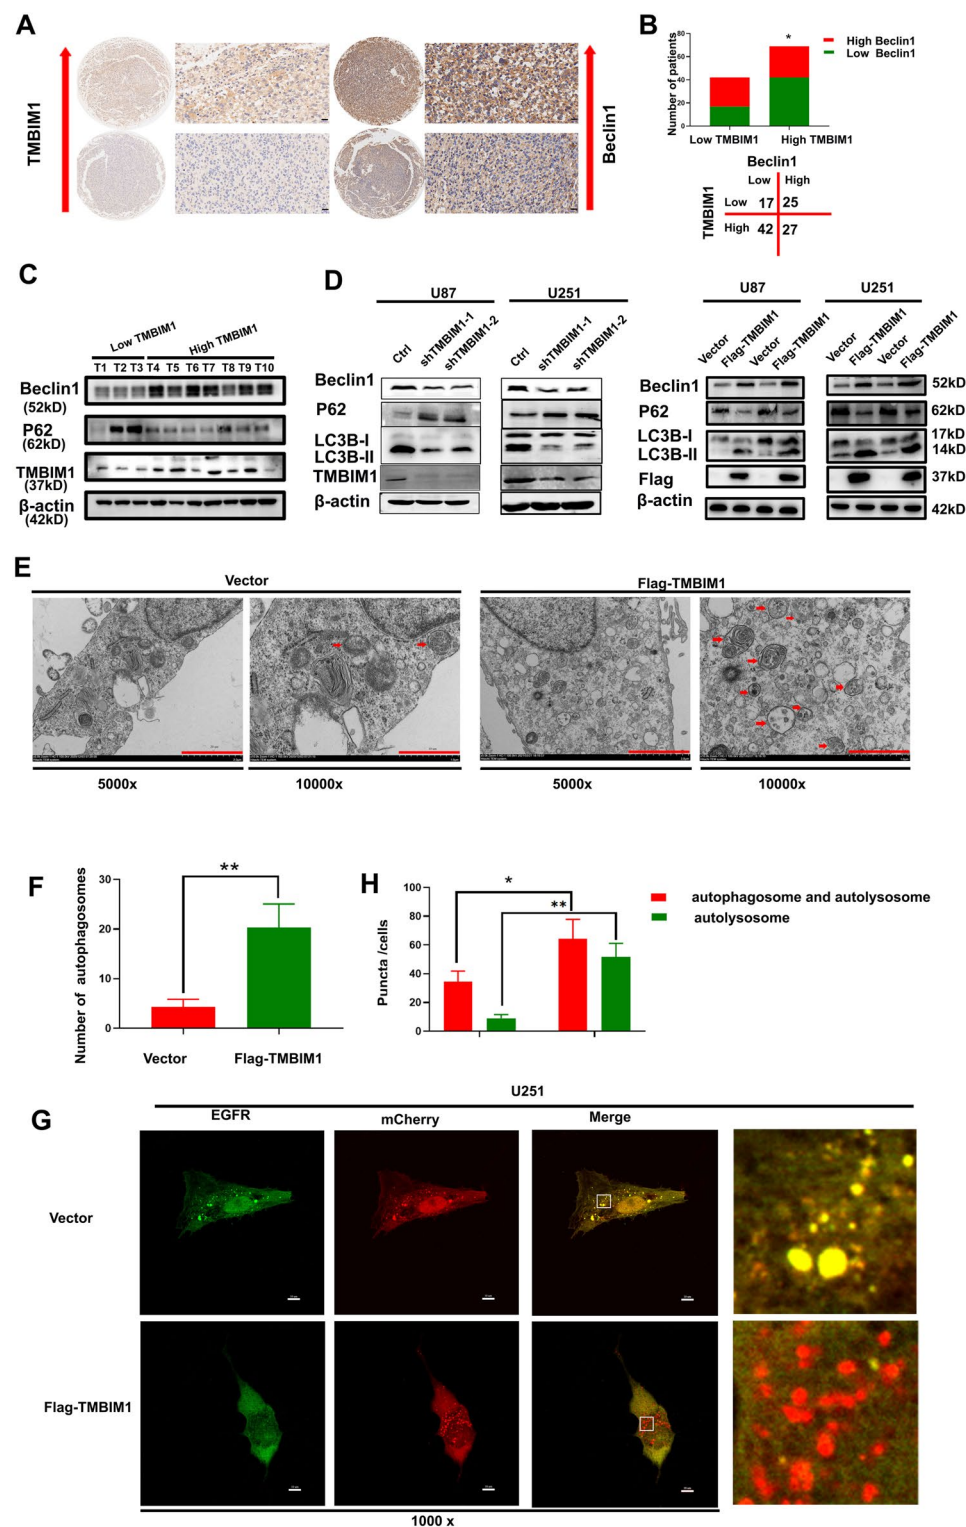 A
TMBIM1
Beclin1
B
Number of patients
80
60
40
20
0
*
Low TMBIM1
High TMBIM1
High Beclin1
Low Beclin1
Beclin1
Low High
TMBIM1
Low 17 25
High 42 27
C
Low TMBIM1
High TMBIM1
T1 T2 T3 T4 T5 T6 T7 T8 T9 T10
Beclin1
(52kD)
P62
(62kD)
TMBIM1
(37kD)
β-actin
(42kD)
D
U87
U251
Ctrl shTMBIM1-1 shTMBIM1-2
Ctrl shTMBIM1-1 shTMBIM1-2
Beclin1
P62
LC3B-I
LC3B-II
TMBIM1
β-actin
U87
U251
Vector Flag-TMBIM1 Vector Flag-TMBIM1
Vector Flag-TMBIM1 Vector Flag-TMBIM1
Beclin1 52kD
P62 62kD
LC3B-I 17kD
LC3B-II 14kD
Flag 37kD
β-actin 42kD
E
Vector
Flag-TMBIM1
5000x
10000x
5000x
10000x
F
Number of autophagosomes
30
20
10
0
**
Vector
Flag-TMBIM1
H
Puncta /cells
100
80
60
40
20
0
*
**
autophagosome and autolysosome
autolysosome
G
U251
EGFR
mCherry
Merge
Vector
Flag-TMBIM1
1000 x